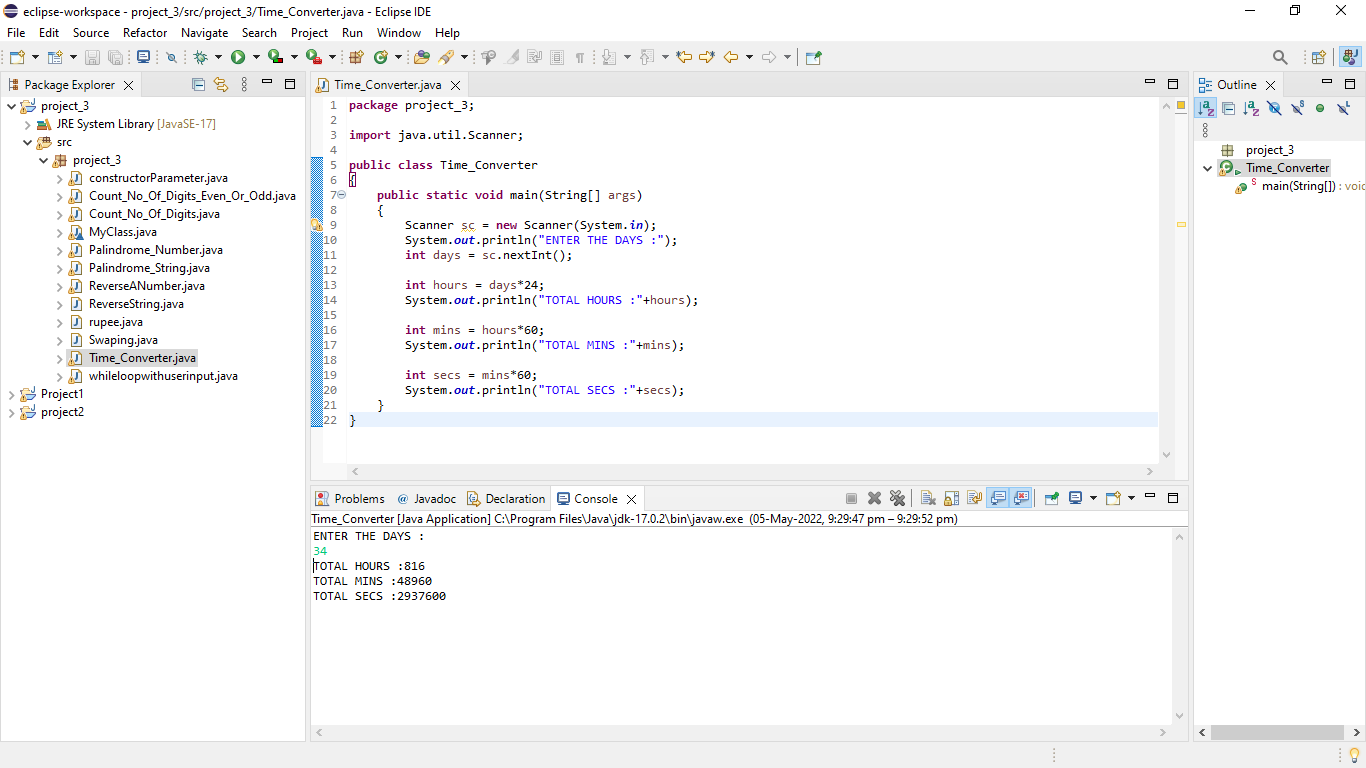 eclipse-workspace - project_3/src/project_3/Time_Converter.java - Eclipse IDE
File Edit Source Refactor Navigate Search Project Run Window Help
Package Explorer
project_3
JRE System Library [JavaSE-17]
src
project_3
constructorParameter.java
Count_No_Of_Digits_Even_Or_Odd.java
Count_No_Of_Digits.java
MyClass.java
Palindrome_Number.java
Palindrome_String.java
ReverseANumber.java
ReverseString.java
rupee.java
Swaping.java
Time_Converter.java
whileloopwithuserinput.java
Project1
project2
Time_Converter.java
1 package project_3;
2
3 import java.util.Scanner;
4
5 public class Time_Converter
6 {
7     public static void main(String[] args)
8     {
9         Scanner sc = new Scanner(System.in);
10         System.out.println("ENTER THE DAYS :");
11         int days = sc.nextInt();
12
13         int hours = days*24;
14         System.out.println("TOTAL HOURS :"+hours);
15
16         int mins = hours*60;
17         System.out.println("TOTAL MINS :"+mins);
18
19         int secs = mins*60;
20         System.out.println("TOTAL SECS :"+secs);
21     }
22 }
Problems @ Javadoc Declaration Console
Time_Converter [Java Application] C:\Program Files\Java\jdk-17.0.2\bin\javaw.exe (05-May-2022, 9:29:47 pm – 9:29:52 pm)
ENTER THE DAYS :
34
TOTAL HOURS :816
TOTAL MINS :48960
TOTAL SECS :2937600
Outline
project_3
Time_Converter
main(String[]) : void